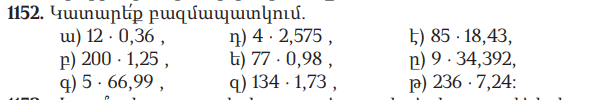 1152. Կատարե՛ք բազմապատկում.
ա) 12 · 0,36 , դ) 4 · 2,575 , է) 85 · 18,43,
բ) 200 · 1,25 , ե) 77 · 0,98 , ը) 9 · 34,392,
գ) 5 · 66,99 , զ) 134 · 1,73 , թ) 236 · 7,24: